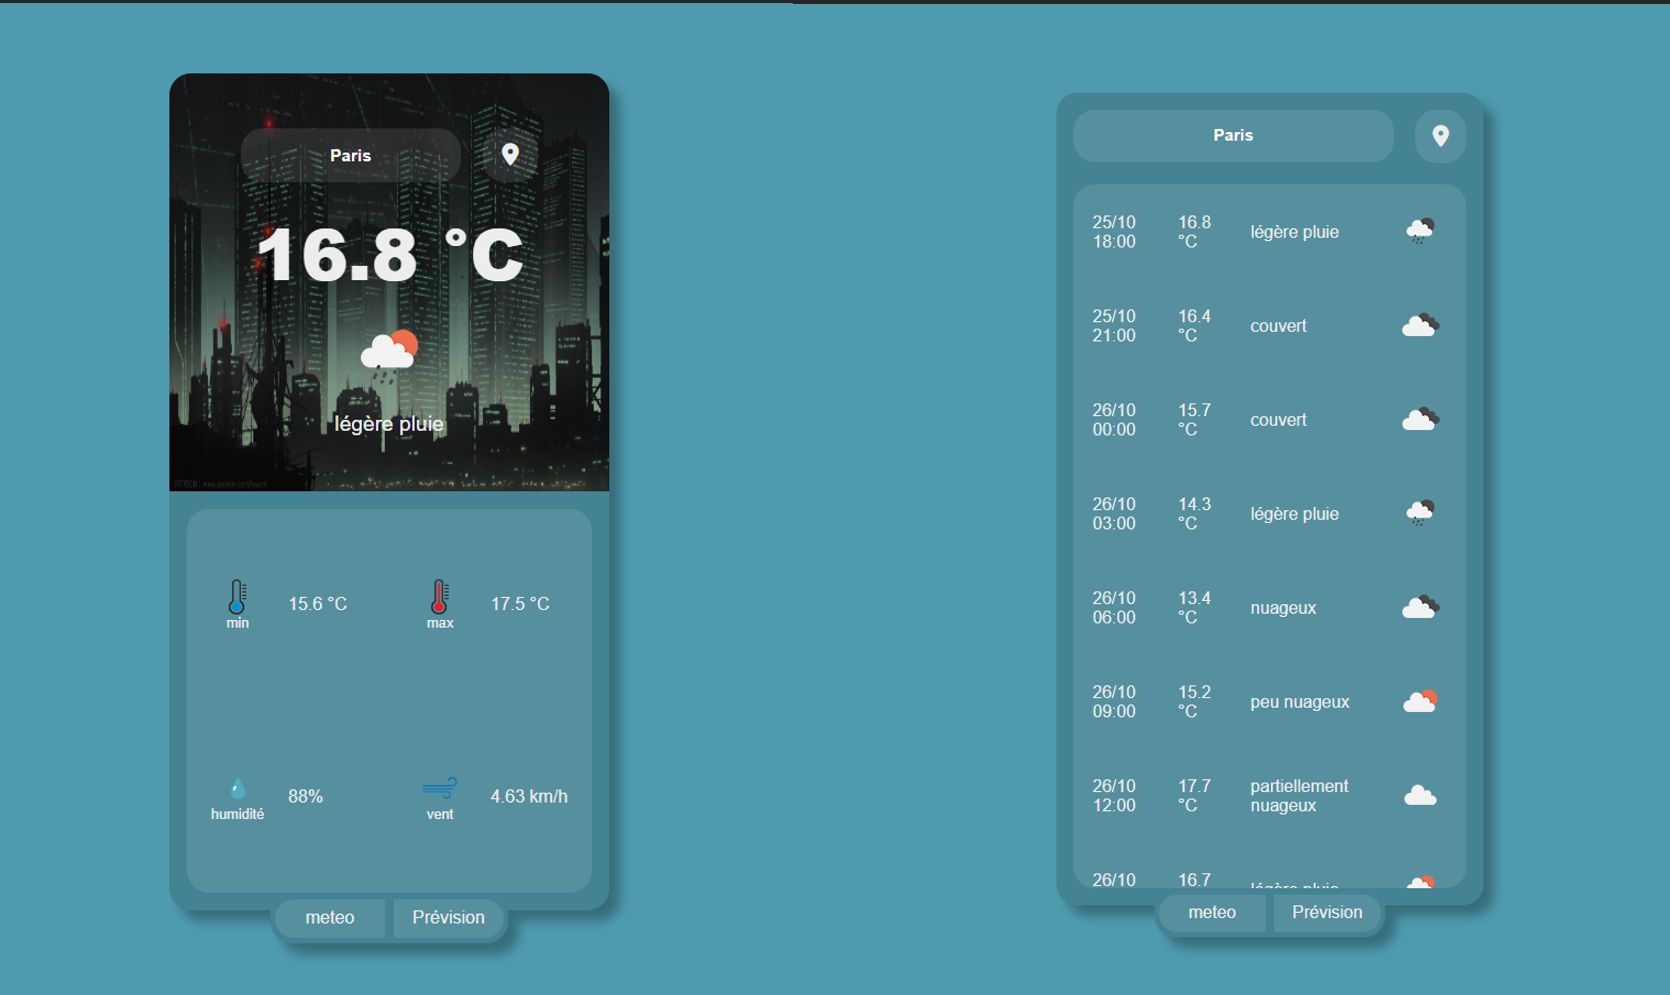 Paris
16.8 °C
légère pluie
min
15.6 °C
max
17.5 °C
humidité
88%
vent
4.63 km/h
meteo
Prévision
Paris
25/10
18:00
16.8
°C
légère pluie
25/10
21:00
16.4
°C
couvert
26/10
00:00
15.7
°C
couvert
26/10
03:00
14.3
°C
légère pluie
26/10
06:00
13.4
°C
nuageux
26/10
09:00
15.2
°C
peu nuageux
26/10
12:00
17.7
°C
partiellement
nuageux
26/10
16.7
légère pluie
meteo
Prévision